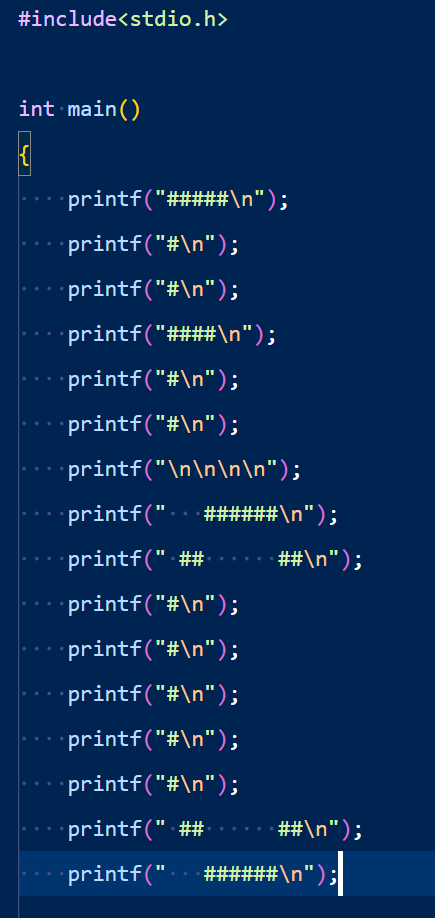 #include<stdio.h>
int main()
{
    printf("#####\n");
    printf("#\n");
    printf("#\n");
    printf("####\n");
    printf("#\n");
    printf("#\n");
    printf("\n\n\n\n");
    printf("   ######\n");
    printf(" ##      ##\n");
    printf("#\n");
    printf("#\n");
    printf("#\n");
    printf("#\n");
    printf("#\n");
    printf(" ##      ##\n");
    printf("   ######\n");